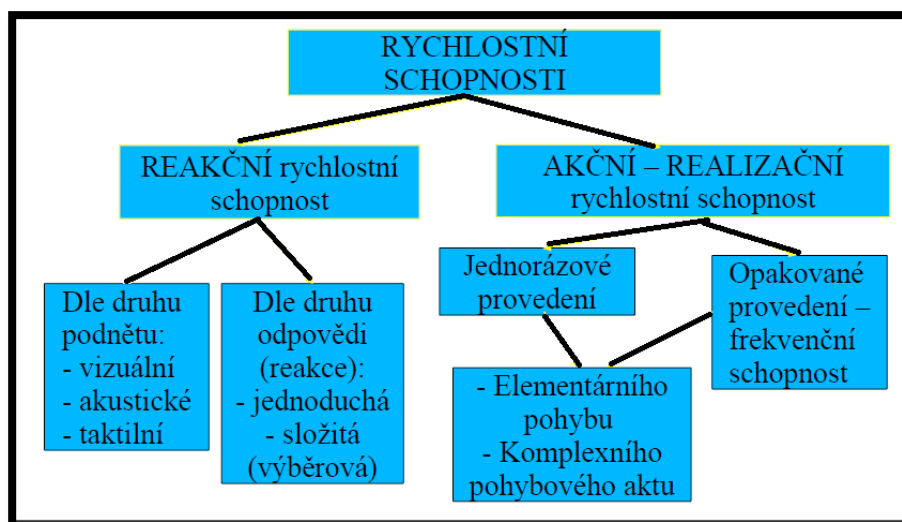 RYCHLOSTNÍ
SCHOPNOSTI
REAKČNÍ rychlostní
schopnost
AKČNÍ – REALIZAČNÍ
rychlostní schopnost
Dle druhu
podnětu:
- vizuální
- akustické
- taktilní
Dle druhu
odpovědi
(reakce):
- jednoduchá
- složitá
(výběrová)
Jednorázové
provedení
Opakované
provedení –
frekvenční
schopnost
- Elementárního
pohybu
- Komplexního
pohybového aktu